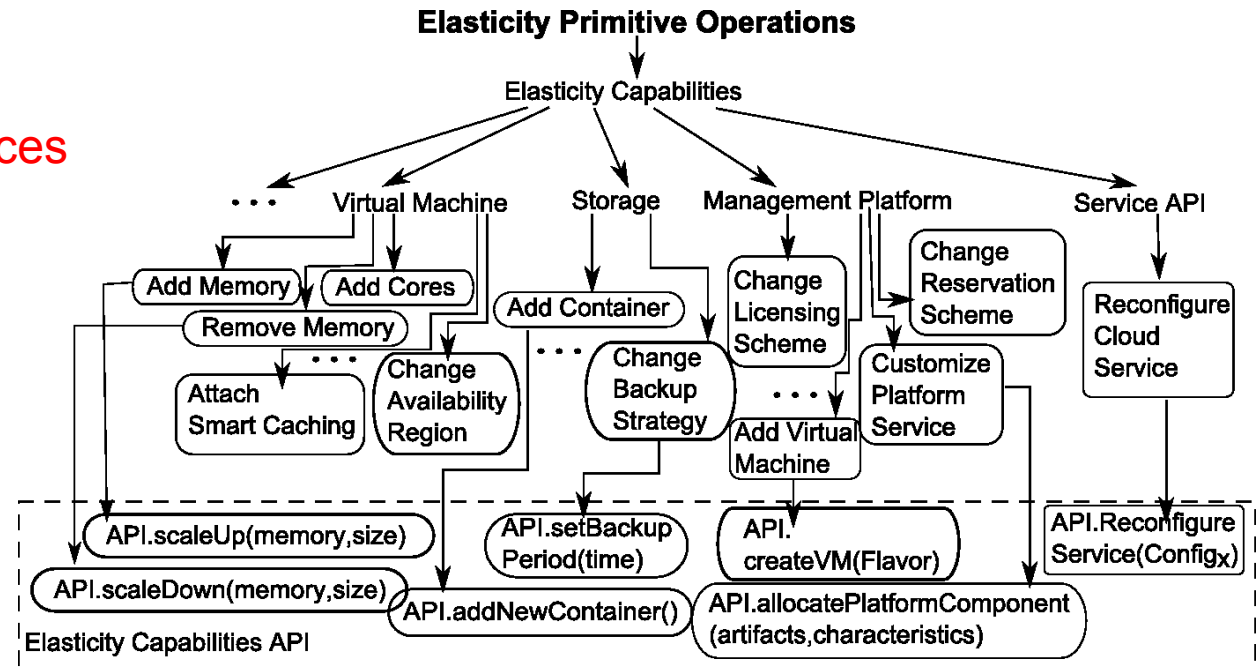 Elasticity Primitive Operations
Elasticity Capabilities
ces
...
Virtual Machine
Storage
Management Platform
Service API
Add Memory
Add Cores
Remove Memory
...
Attach
Smart Caching
Change
Availability
Region
Add Container
...
Change
Backup
Strategy
Change
Licensing
Scheme
...
Add Virtual
Machine
Change
Reservation
Scheme
Customize
Platform
Service
Reconfigure
Cloud
Service
API.scaleUp(memory,size)
API.scaleDown(memory,size)
API.addNewContainer()
API.setBackup
Period(time)
API.
createVM(Flavor)
API.allocatePlatformComponent
(artifacts,characteristics)
API.Reconfigure
Service(Configx)
Elasticity Capabilities API